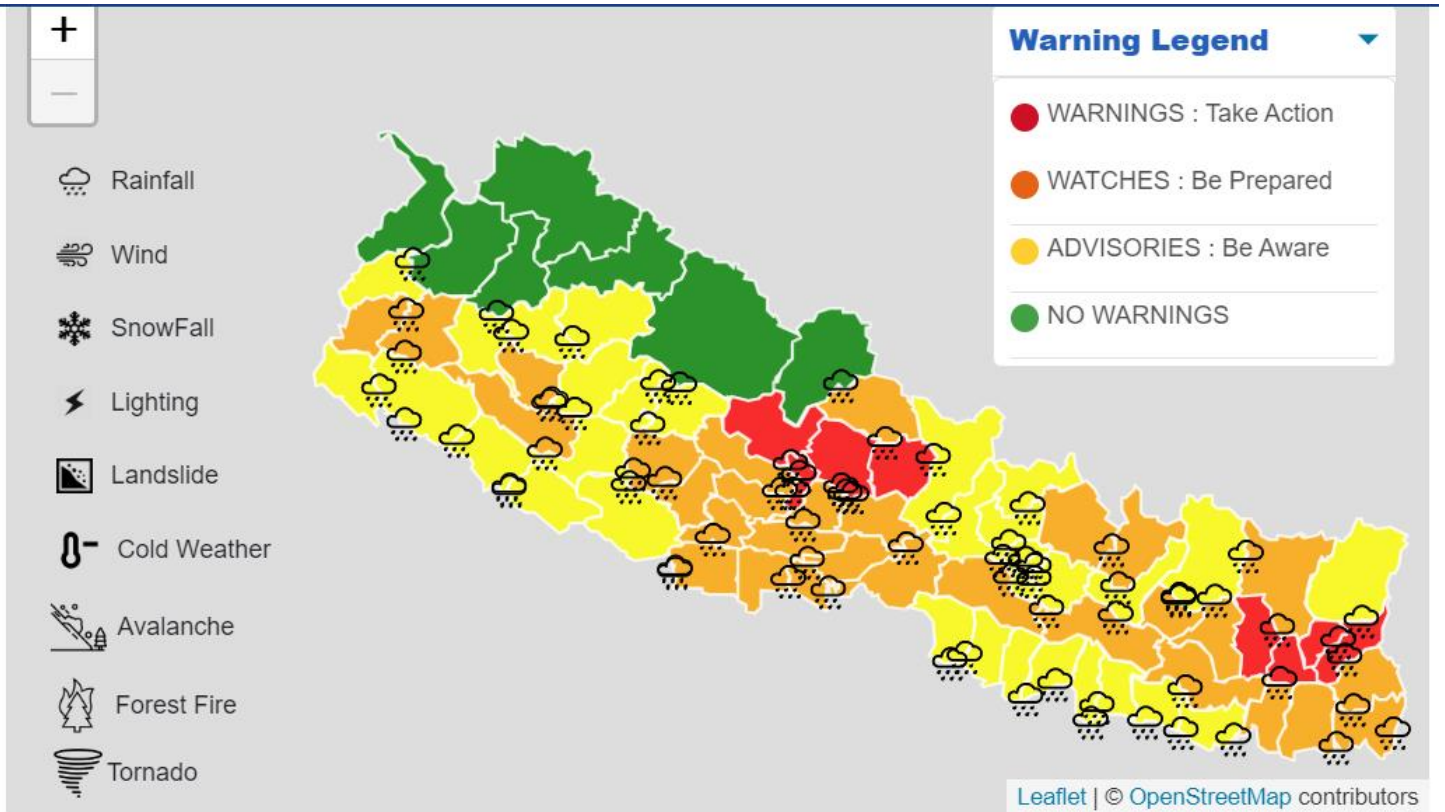 +
Warning Legend
WARNINGS : Take Action
WATCHES : Be Prepared
ADVISORIES : Be Aware
NO WARNINGS
Rainfall
Wind
SnowFall
Lighting
Landslide
Cold Weather
Avalanche
Forest Fire
Tornado
Leaflet | © OpenStreetMap contributors